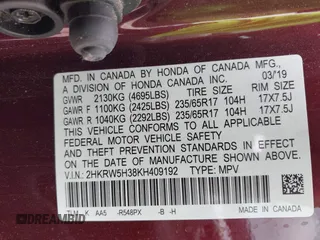 MFD. IN CANADA BY HONDA OF CANADA MFG.,
A DIVISION OF HONDA CANADA INC. 03/19
GVWR 2130KG (4695LBS) TIRE SIZE RIM SIZE
GAWR F 1100KG (2425LBS) 235/65R17 104H 17X7.5J
GAWR R 1040KG (2292LBS) 235/65R17 104H 17X7.5J
THIS VEHICLE CONFORMS TO ALL APPLICABLE
FEDERAL MOTOR VEHICLE SAFETY
AND THEFT PREVENTION STANDARDS IN EFFECT ON
THE DATE OF MANUFACTURE SHOWN ABOVE.
V.I.N.: 2HKRW5H38KH409192 TYPE: MPV
K AA5 -R548PX -B -H
MADE IN CANADA
DREAMBID